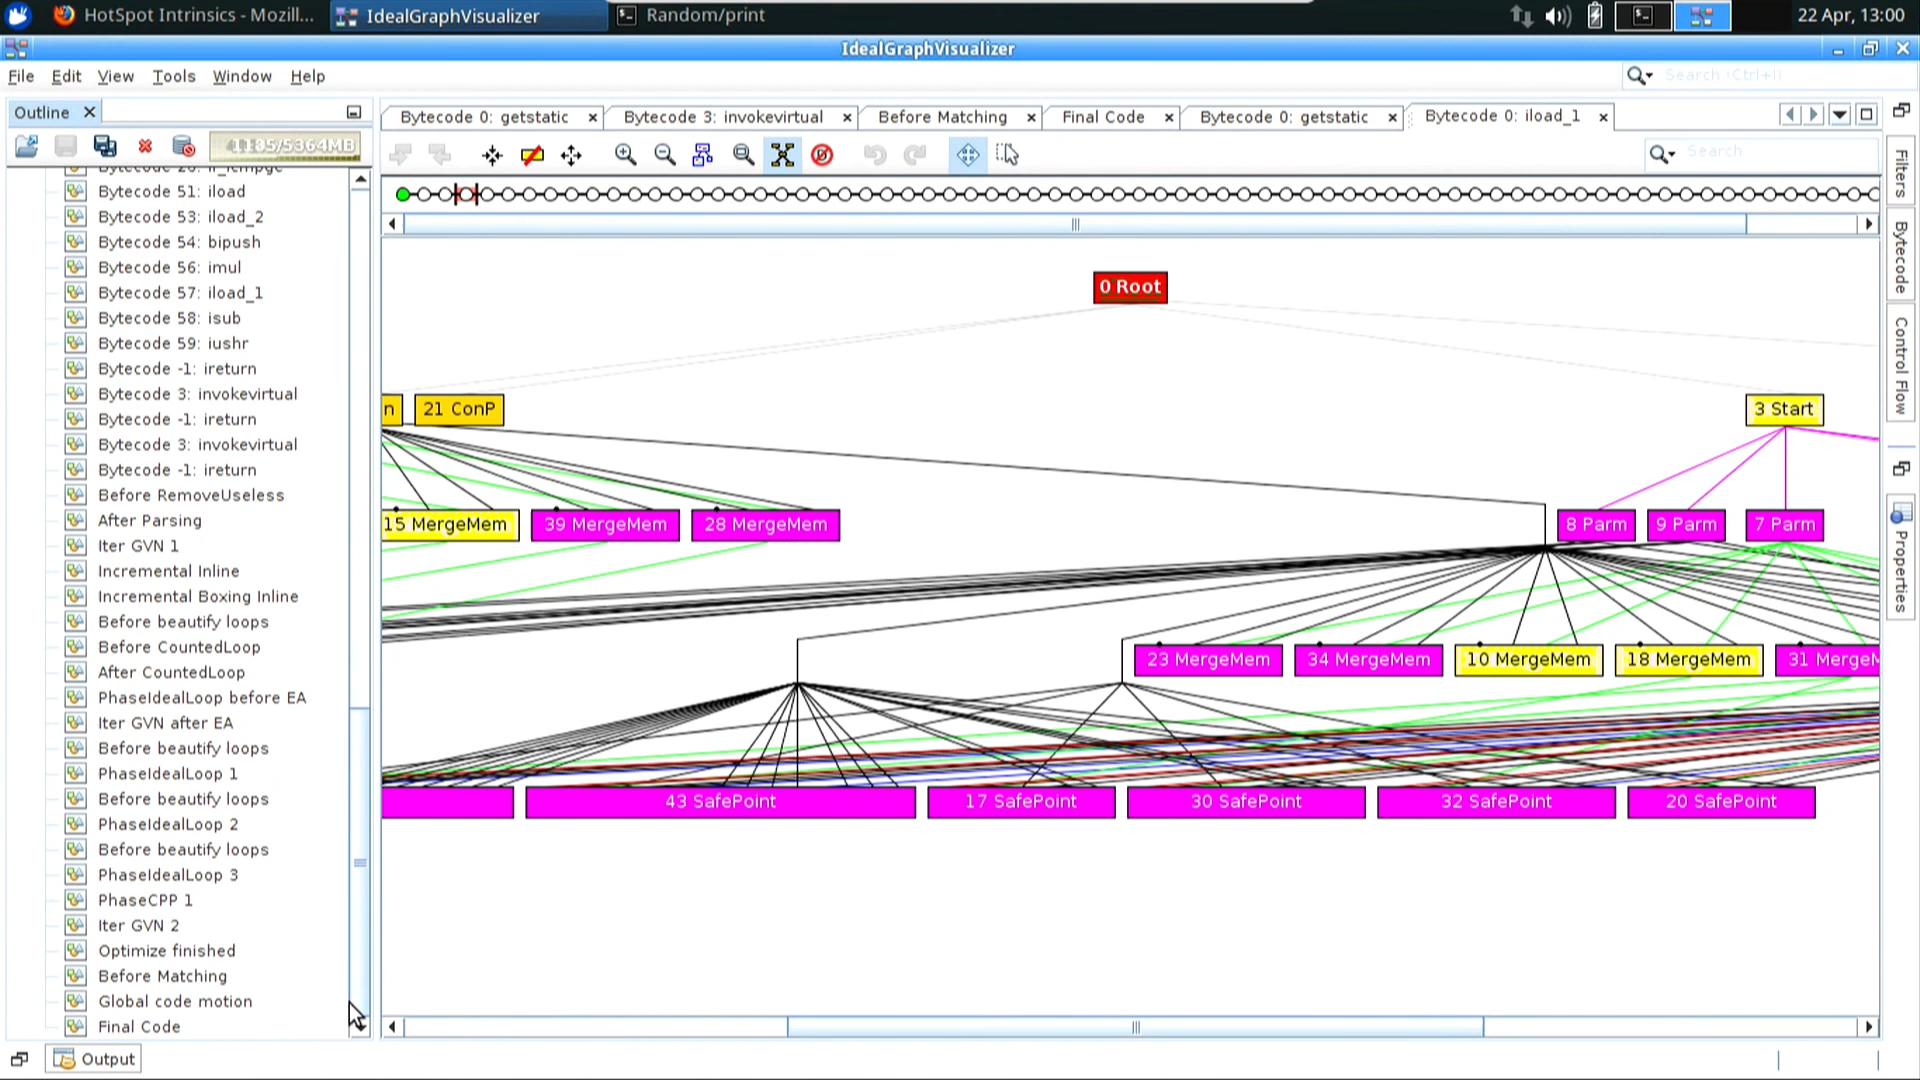 HotSpot Intrinsics - Mozill...
IdealGraphVisualizer
Random/print
22 Apr, 13:00
IdealGraphVisualizer
File Edit View Tools Window Help
Search (Ctrl+I)
Outline
Bytecode 0: getstatic
Bytecode 3: invokevirtual
Before Matching
Final Code
Bytecode 0: getstatic
Bytecode 0: iload_1
/5364MB
Search
Bytecode 51: iload
Bytecode 53: iload_2
Bytecode 54: bipush
Bytecode 56: imul
Bytecode 57: iload_1
Bytecode 58: isub
Bytecode 59: iushr
Bytecode -1: ireturn
Bytecode 3: invokevirtual
Bytecode -1: ireturn
Bytecode 3: invokevirtual
Bytecode -1: ireturn
Before RemoveUseless
After Parsing
Iter GVN 1
Incremental Inline
Incremental Boxing Inline
Before beautify loops
Before CountedLoop
After CountedLoop
PhaseIdealLoop before EA
Iter GVN after EA
Before beautify loops
PhaseIdealLoop 1
Before beautify loops
PhaseIdealLoop 2
Before beautify loops
PhaseIdealLoop 3
PhaseCPP 1
Iter GVN 2
Optimize finished
Before Matching
Global code motion
Final Code
0 Root
n
21 ConP
3 Start
15 MergeMem
39 MergeMem
28 MergeMem
8 Parm
9 Parm
7 Parm
23 MergeMem
34 MergeMem
10 MergeMem
18 MergeMem
31 MergeM
43 SafePoint
17 SafePoint
30 SafePoint
32 SafePoint
20 SafePoint
Filters
Bytecode
Control Flow
Properties
Output